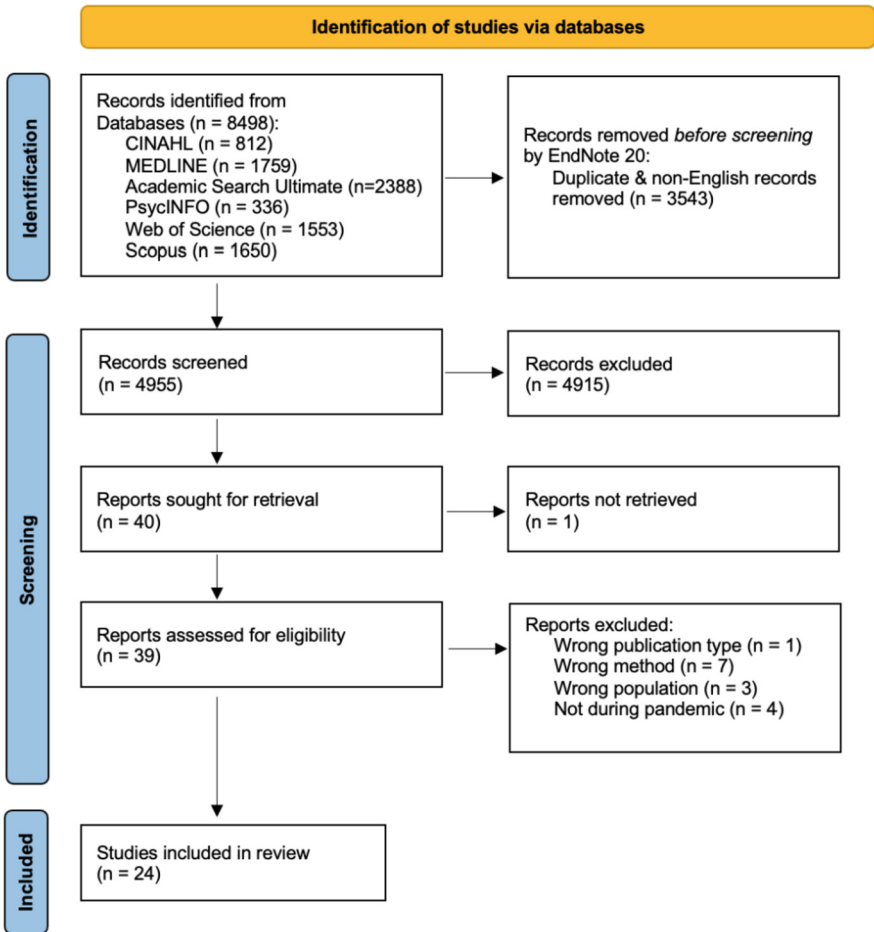 Identification of studies via databases
Identification
Records identified from
Databases (n = 8498):
CINAHL (n = 812)
MEDLINE (n = 1759)
Academic Search Ultimate (n=2388)
PsycINFO (n = 336)
Web of Science (n = 1553)
Scopus (n = 1650)
Records removed before screening
by EndNote 20:
Duplicate & non-English records
removed (n = 3543)
Screening
Records screened
(n = 4955)
Records excluded
(n = 4915)
Reports sought for retrieval
(n = 40)
Reports not retrieved
(n = 1)
Reports assessed for eligibility
(n = 39)
Reports excluded:
Wrong publication type (n = 1)
Wrong method (n = 7)
Wrong population (n = 3)
Not during pandemic (n = 4)
Included
Studies included in review
(n = 24)